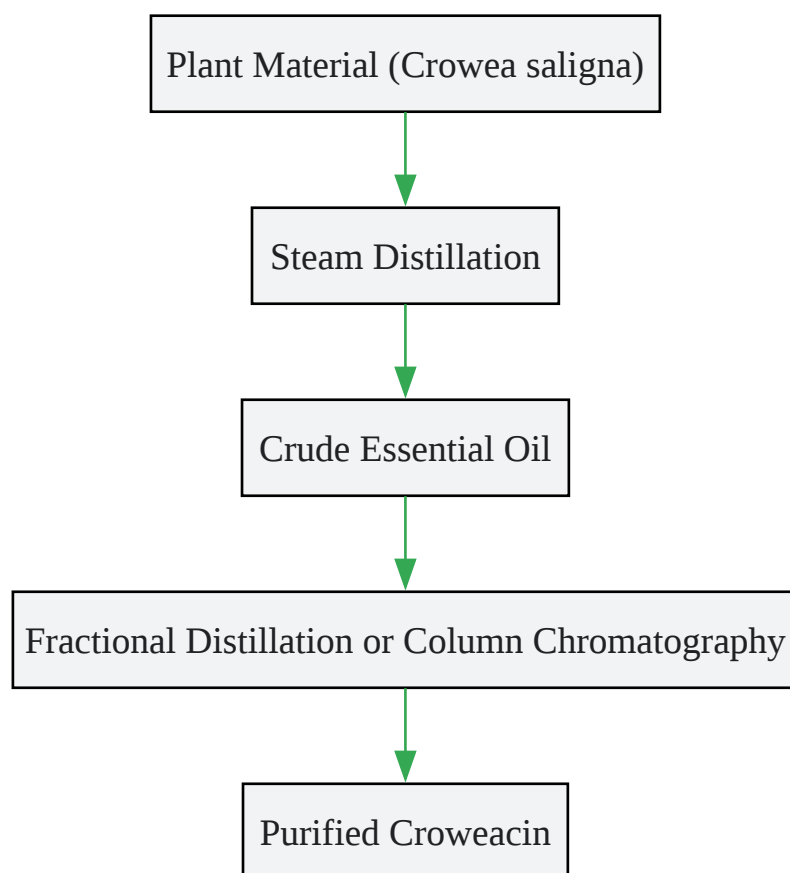 Plant Material (Crowea saligna)
Steam Distillation
Crude Essential Oil
Fractional Distillation or Column Chromatography
Purified Croweacin